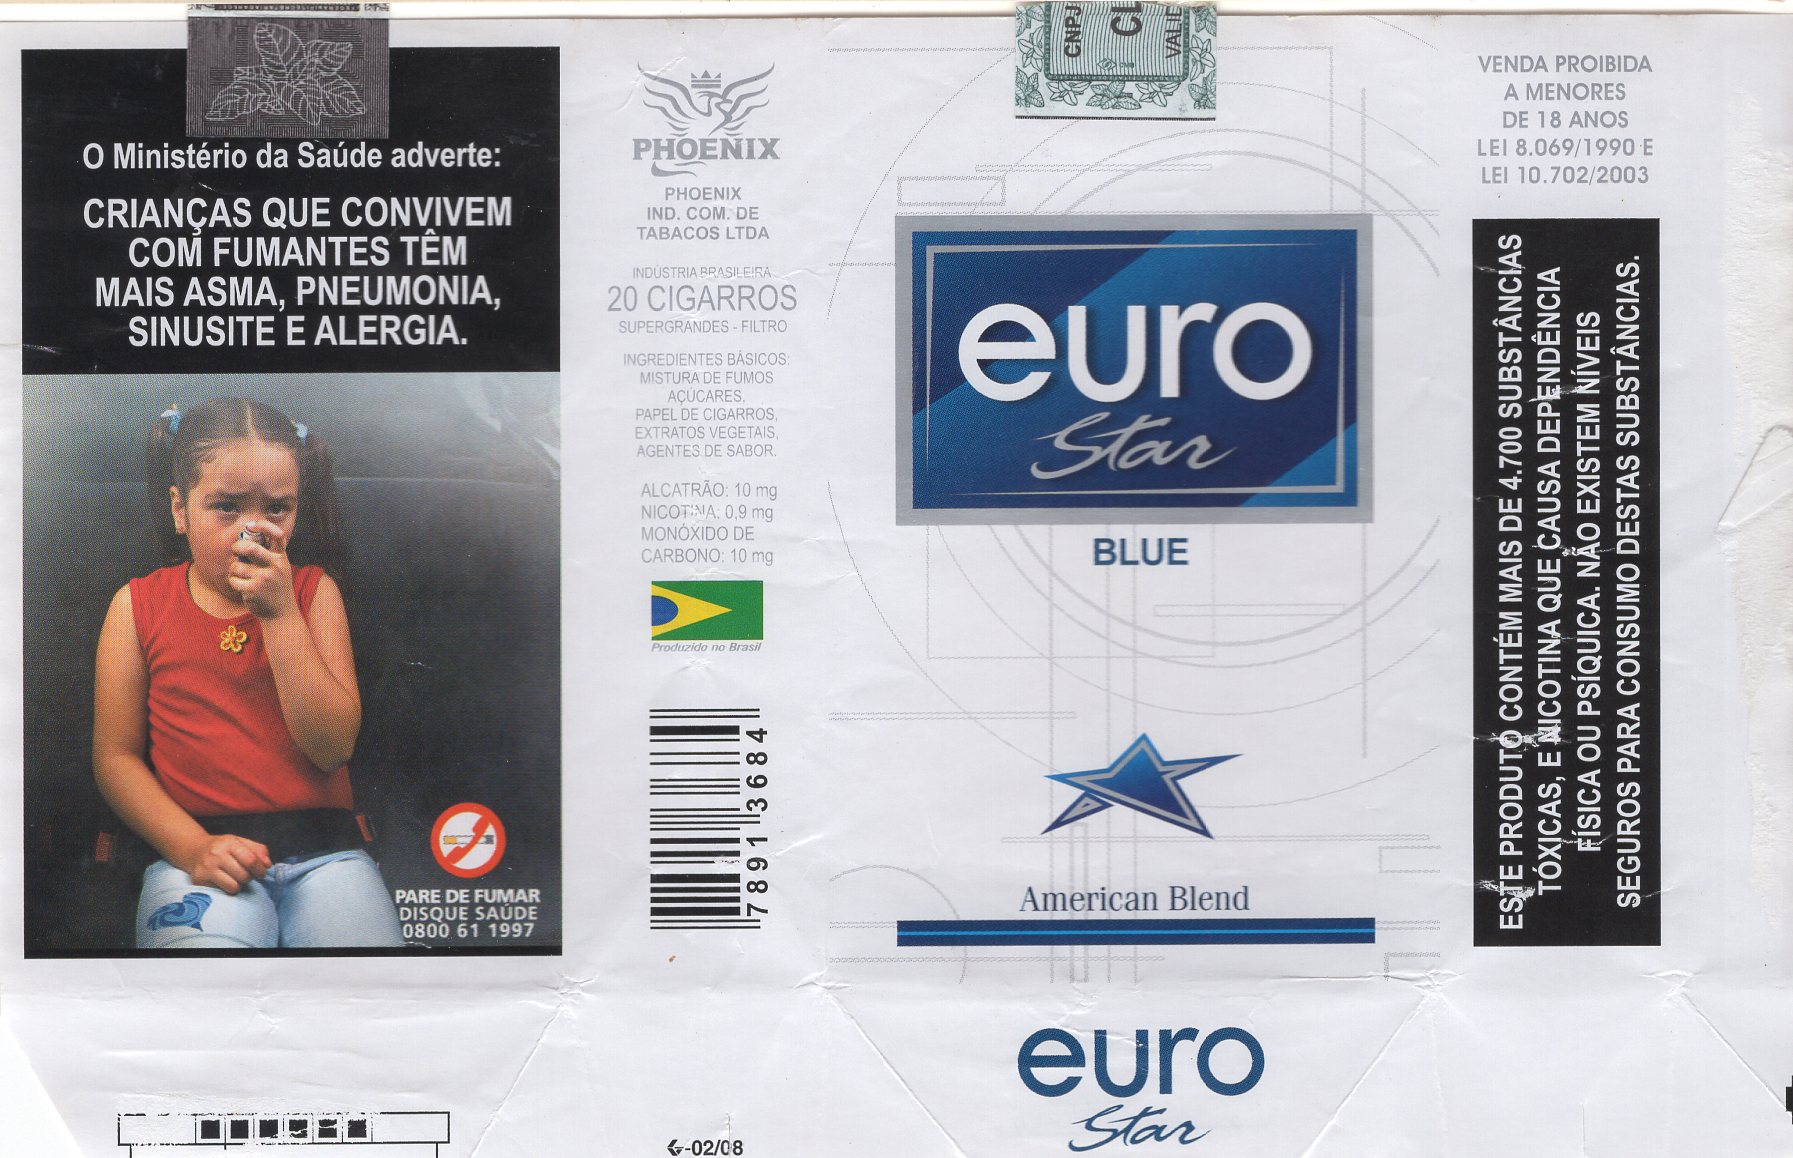 O Ministério da Saúde adverte:
CRIANÇAS QUE CONVIVEM
COM FUMANTES TÊM
MAIS ASMA, PNEUMONIA,
SINUSITE E ALERGIA.
PARE DE FUMAR
DISQUE SAÚDE
0800 61 1997
PHOENIX
PHOENIX
IND. COM. DE
TABACOS LTDA
INDÚSTRIA BRASILEIRA
20 CIGARROS
SUPERGRANDES - FILTRO
INGREDIENTES BÁSICOS:
MISTURA DE FUMOS
AÇÚCARES,
PAPEL DE CIGARROS,
EXTRATOS VEGETAIS,
AGENTES DE SABOR.
ALCATRÃO: 10 mg
NICOTINA: 0,9 mg
MONÓXIDO DE
CARBONO: 10 mg
Produzido no Brasil
7891 3684
-02/08
CNPJ
CL
VALIE
euro
Star
BLUE
American Blend
euro
Star
VENDA PROIBIDA
A MENORES
DE 18 ANOS
LEI 8.069/1990 E
LEI 10.702/2003
ESTE PRODUTO CONTÉM MAIS DE 4.700 SUBSTÂNCIAS
TÓXICAS, E NICOTINA QUE CAUSA DEPENDÊNCIA
FÍSICA OU PSÍQUICA. NÃO EXISTEM NÍVEIS
SEGUROS PARA CONSUMO DESTAS SUBSTÂNCIAS.